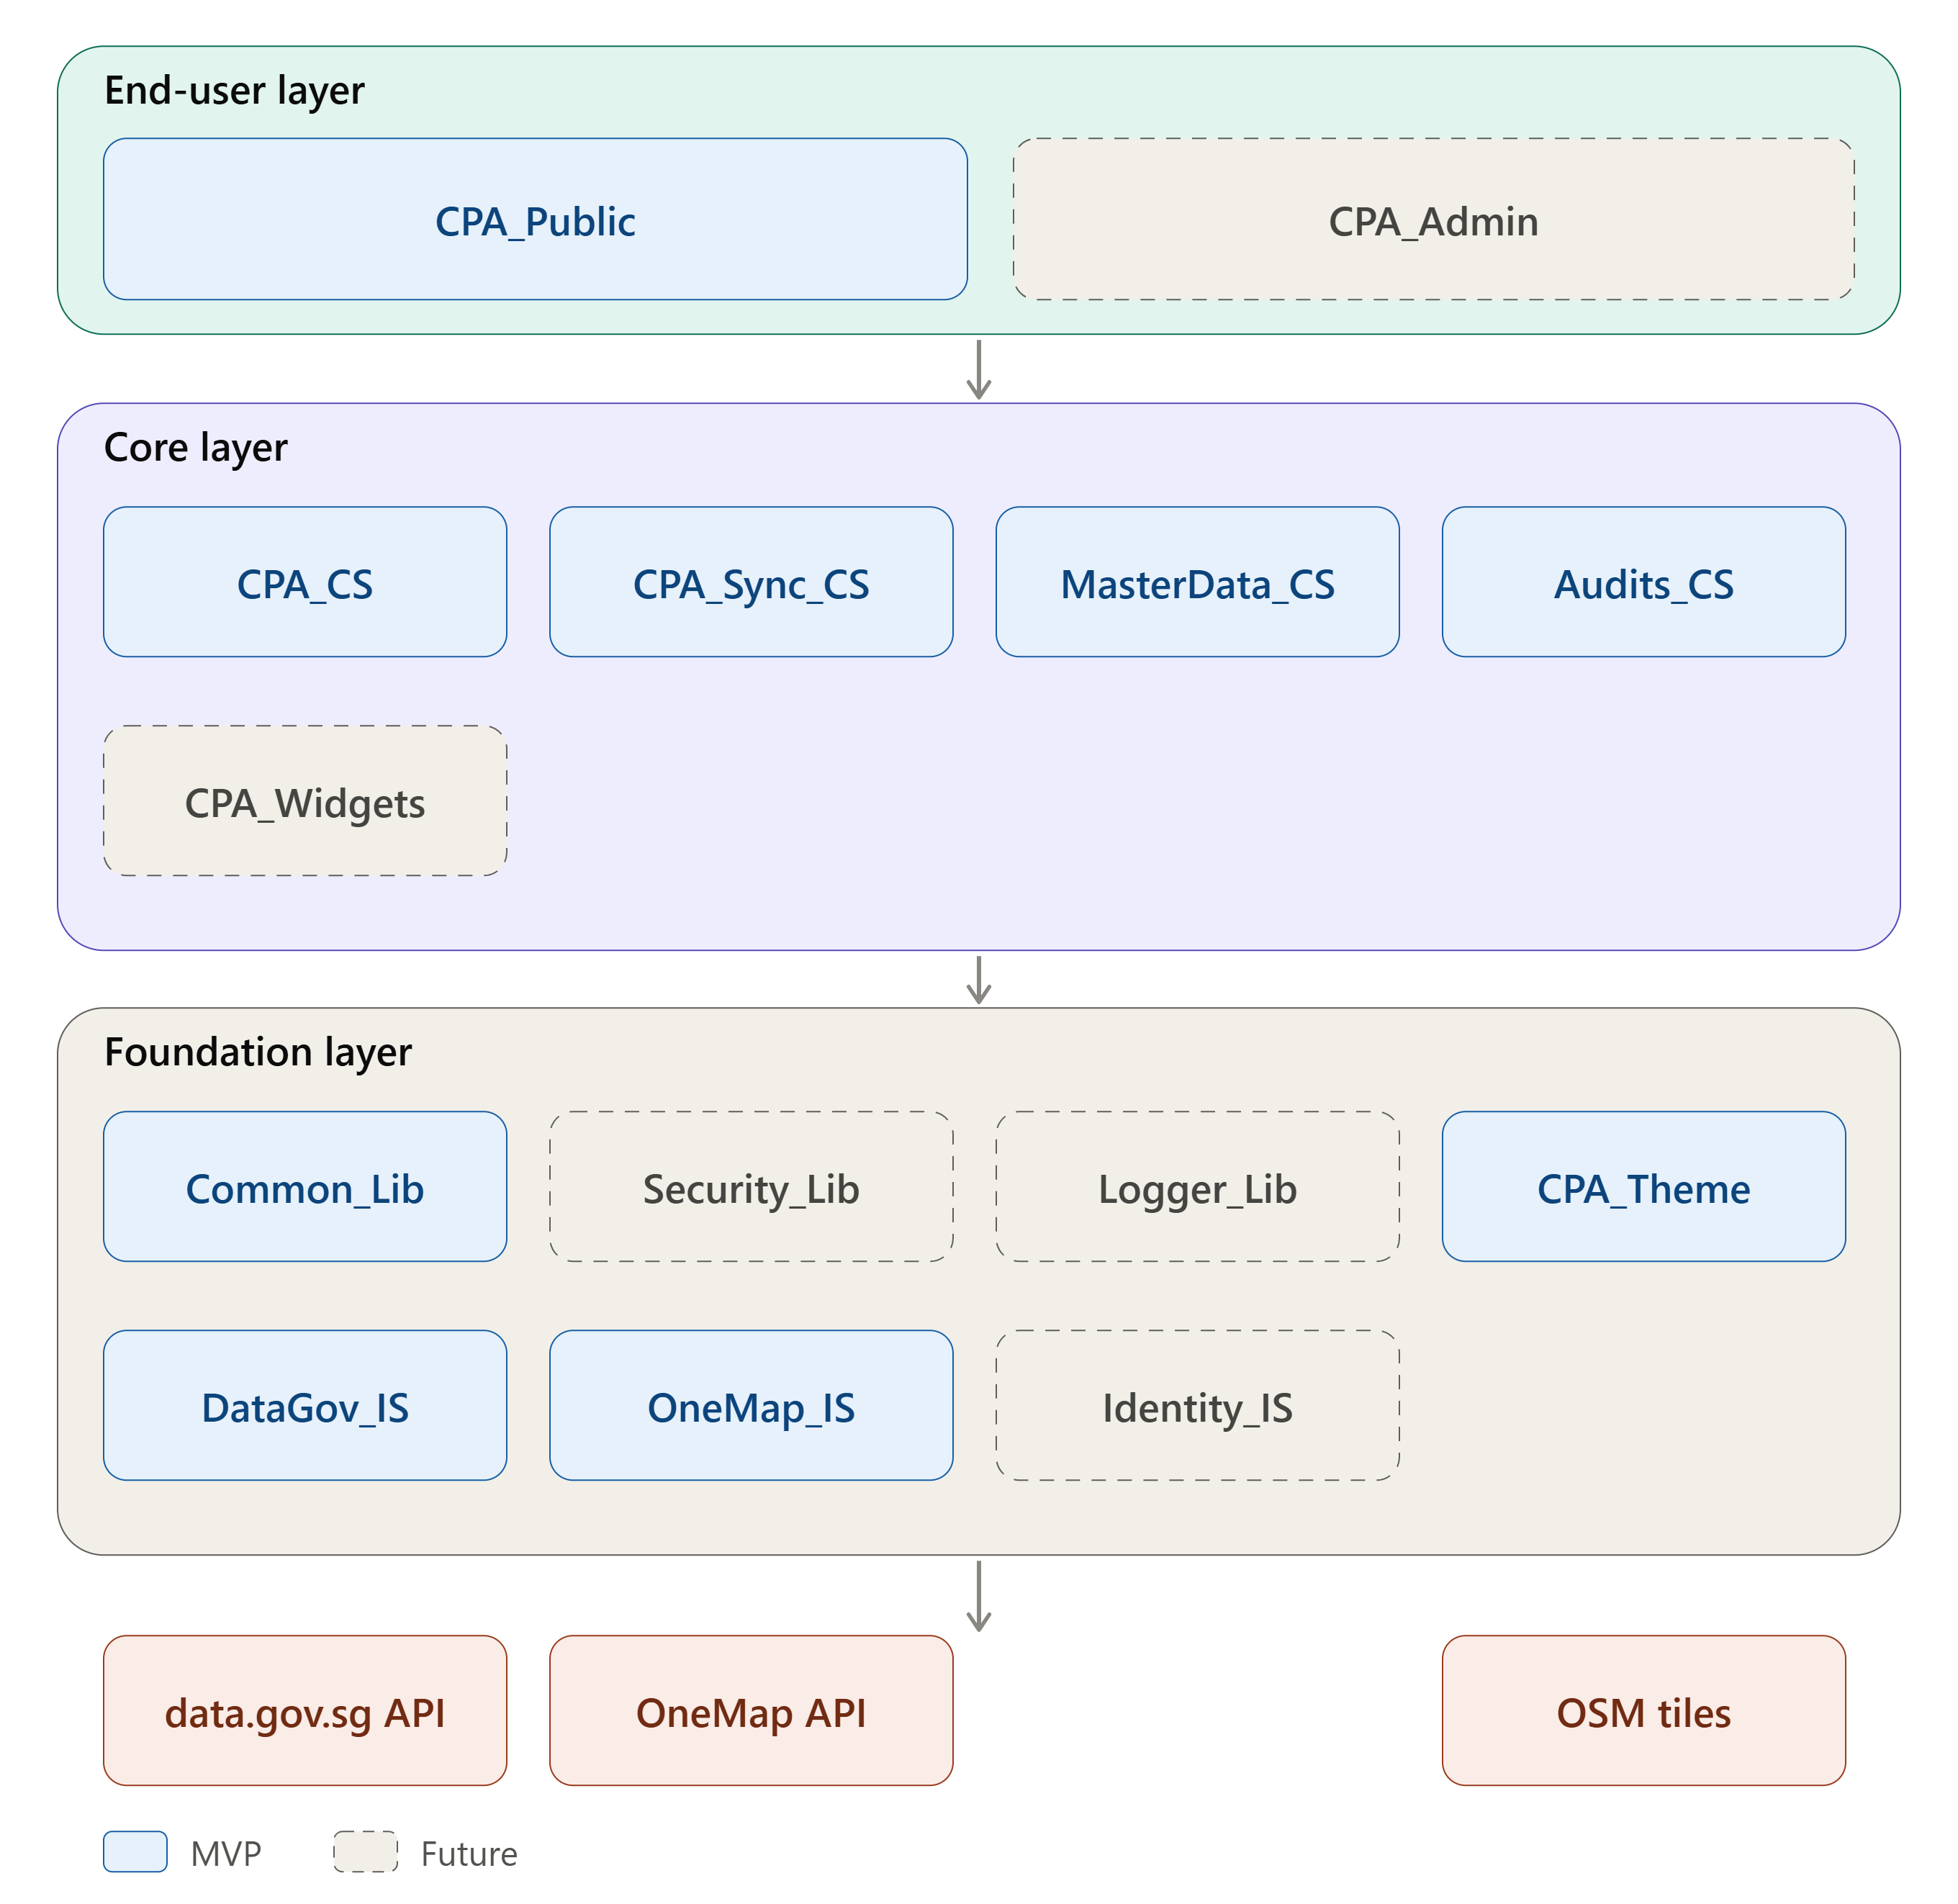 End-user layer
CPA_Public
CPA_Admin
Core layer
CPA_CS
CPA_Sync_CS
MasterData_CS
Audits_CS
CPA_Widgets
Foundation layer
Common_Lib
Security_Lib
Logger_Lib
CPA_Theme
DataGov_IS
OneMap_IS
Identity_IS
data.gov.sg API
OneMap API
OSM tiles
MVP
Future